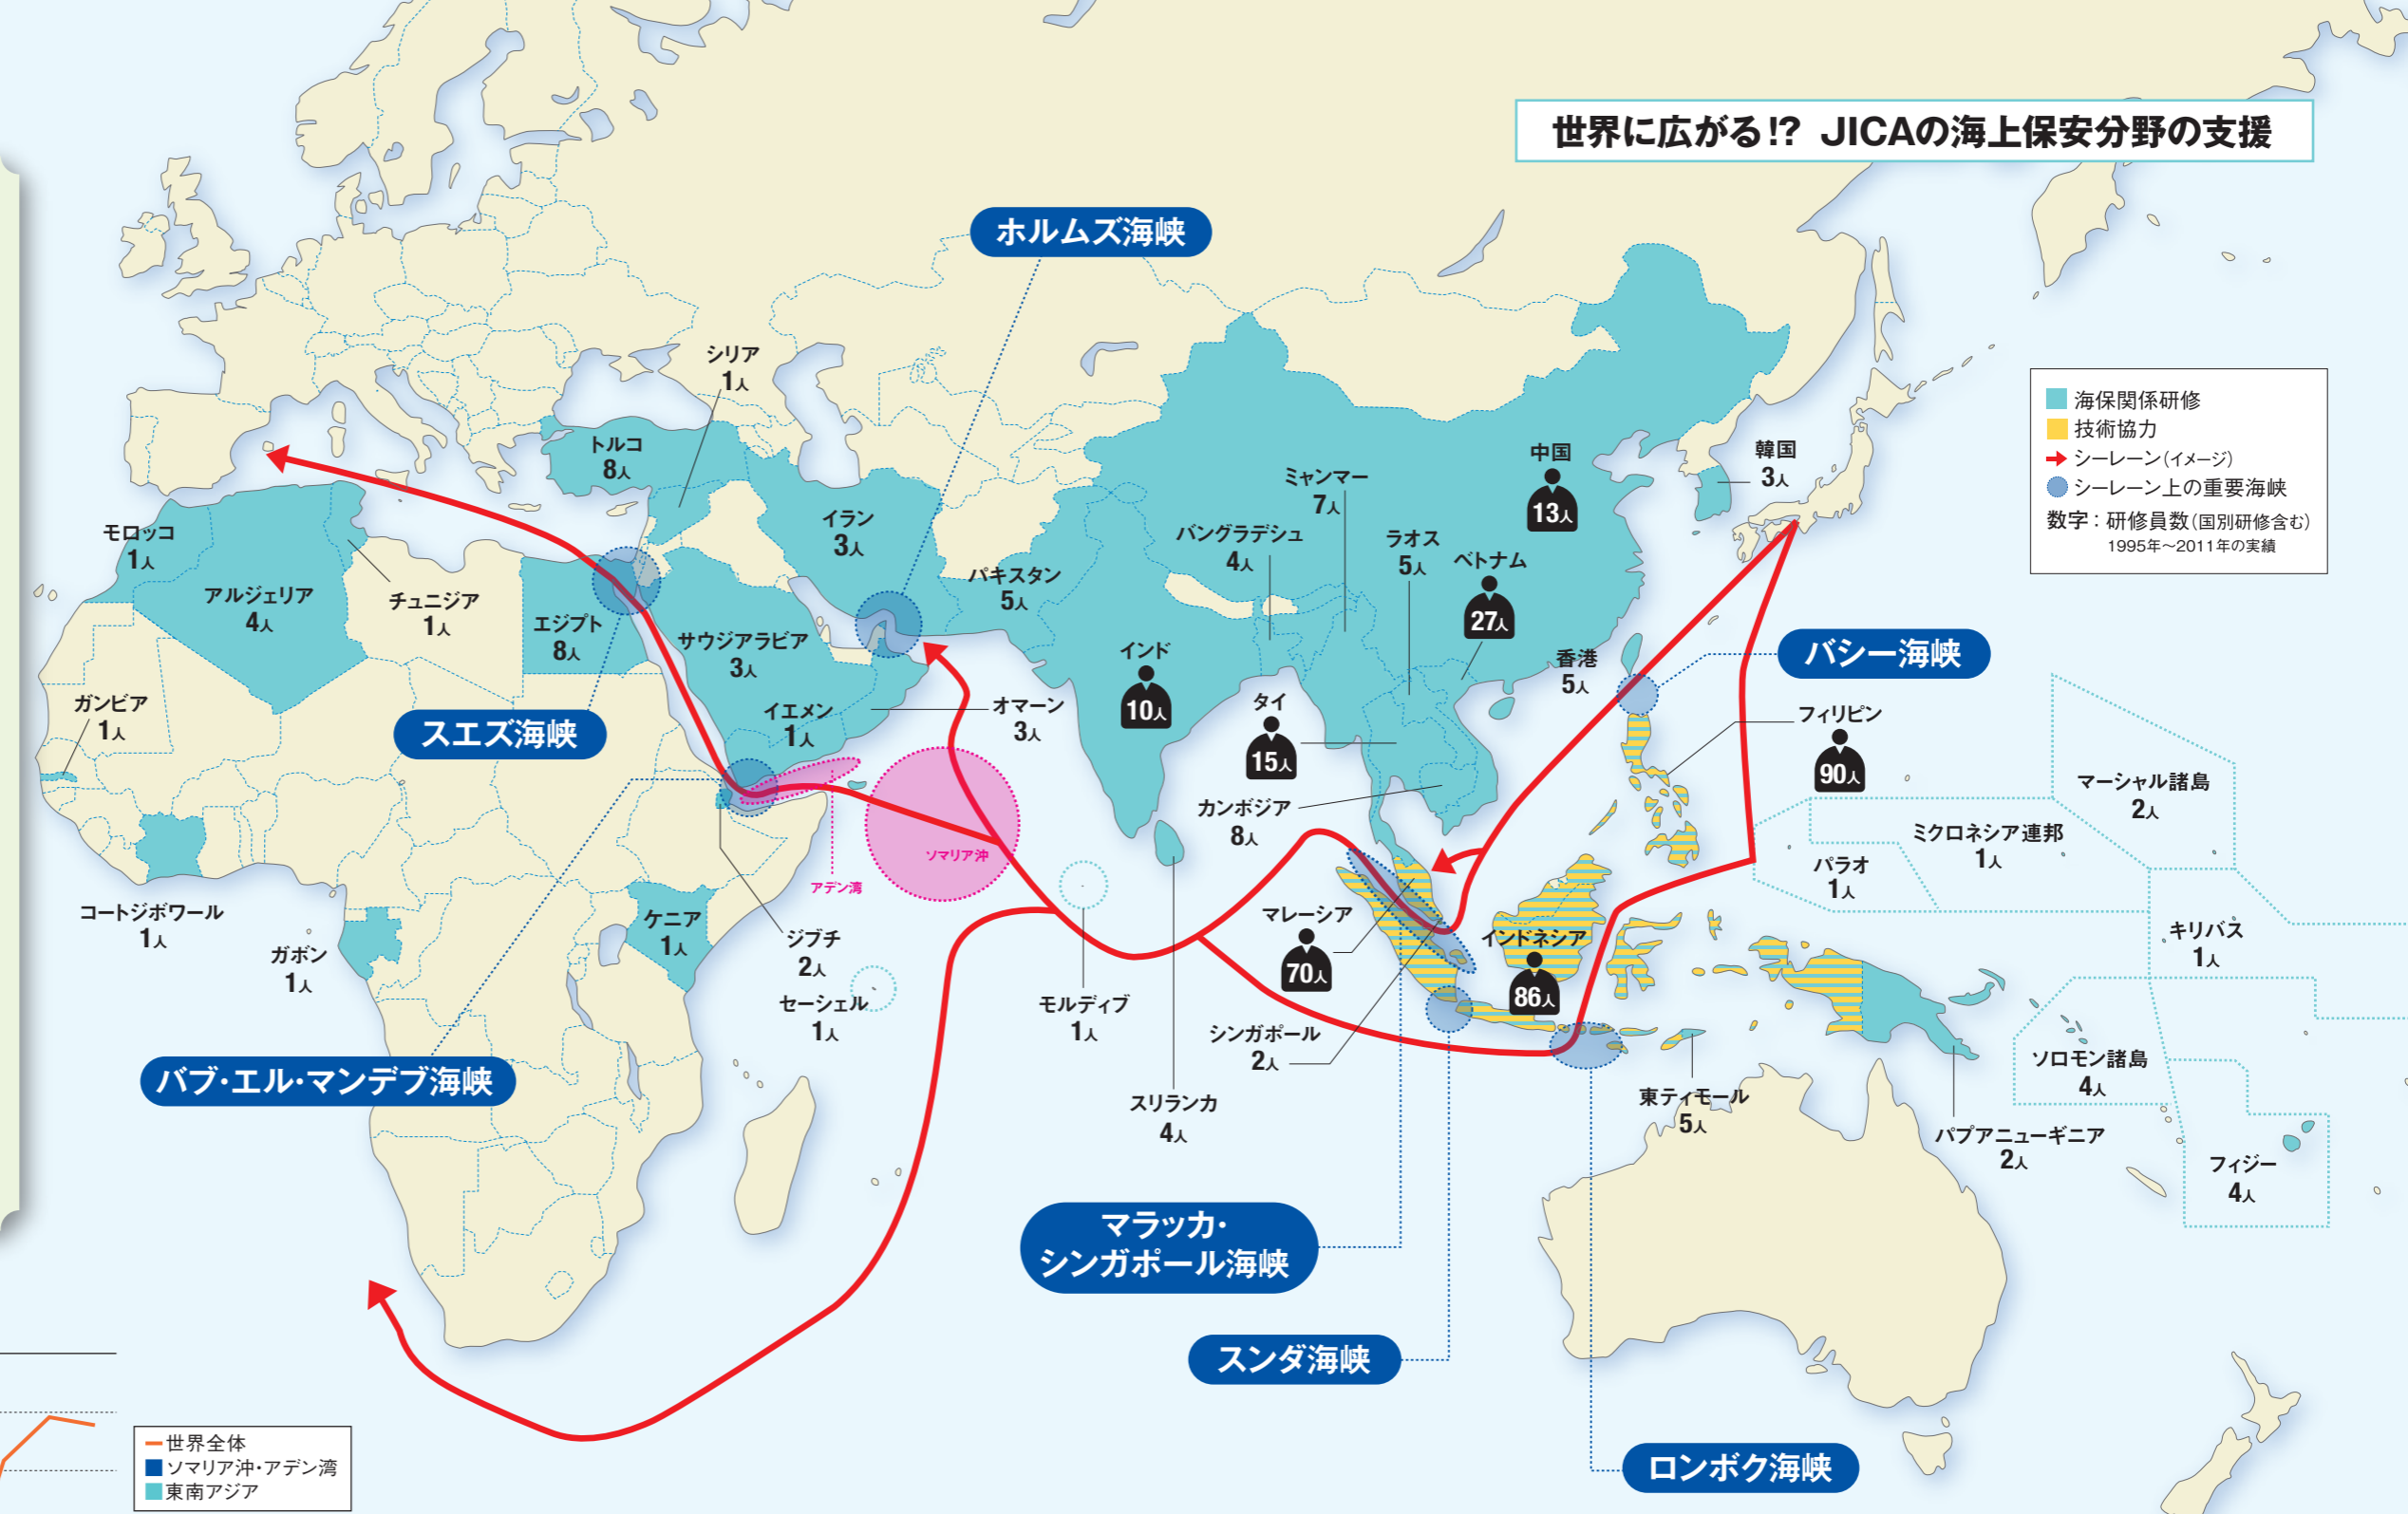 世界に広がる!? JICAの海上保安分野の支援
ホルムズ海峡
シリア
1人
トルコ
8人
イラン
3人
ミャンマー
7人
中国
13人
韓国
3人
海保関係研修
技術協力
シーレーン(イメージ)
シーレーン上の重要海峡
数字:研修員数(国別研修含む)
1995年〜2011年の実績
モロッコ
1人
アルジェリア
4人
チュニジア
1人
エジプト
8人
サウジアラビア
3人
パキスタン
5人
バングラデシュ
4人
ラオス
5人
ベトナム
27人
香港
5人
バシー海峡
ガンビア
1人
スエズ海峡
イエメン
1人
オマーン
3人
インド
10人
タイ
15人
フィリピン
90人
マーシャル諸島
2人
ミクロネシア連邦
1人
パラオ
1人
カンボジア
8人
ソマリア沖
アデン湾
コートジボワール
1人
ガボン
1人
ケニア
1人
ジブチ
2人
セーシェル
1人
モルディブ
1人
マレーシア
70人
インドネシア
86人
キリバス
1人
シンガポール
2人
バブ・エル・マンデブ海峡
スリランカ
4人
東ティモール
5人
ソロモン諸島
4人
パプアニューギニア
2人
フィジー
4人
マラッカ・
シンガポール海峡
スンダ海峡
ロンボク海峡
世界全体
ソマリア沖・アデン湾
東南アジア